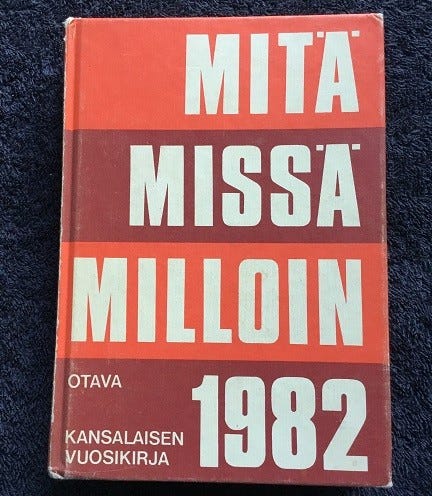 MITÄ
MISSÄ
MILLOIN
OTAVA
1982
KANSALAISEN
VUOSIKIRJA